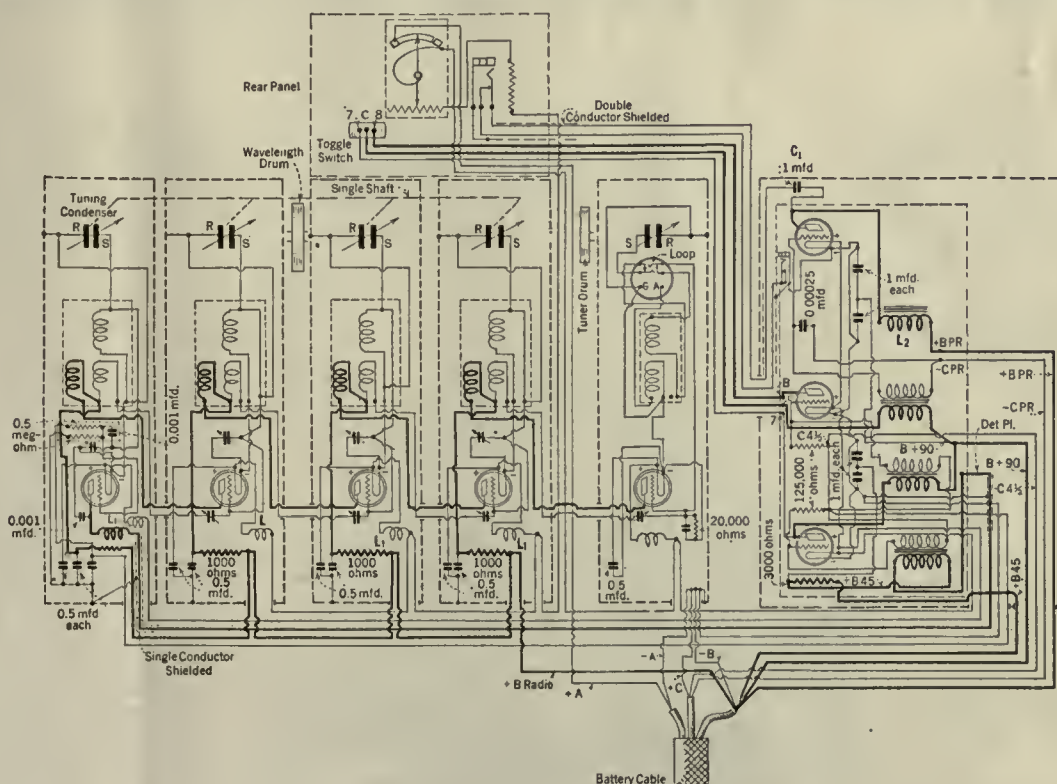 Rear Panel
7. C 8
Toggle
Switch
Double
Conductor Shielded
Wavelength
Drum
Single Shaft
Tuning
Condenser
R
S
R
S
R
S
R
S
Tuner Drum
S
R
Loop
G A
C1
.1 mfd
0.00025
mfd
1 mfd.
each
L2
+BPR
-CPR
+BPR
-CPR
Det Pl.
B
7
C4½
B+90
B+90
-C4½
125,000
ohms
1 mfd. each
3000 ohms
+B45
+B45
0.5
meg-
ohm
0.001 mfd.
0.001
mfd.
L
L1
L1
1000
ohms
0.5
mfd.
1000
ohms
0.5 mfd.
1000
ohms
0.5
mfd.
0.5
mfd.
20,000
ohms
0.5 mfd
each
Single Conductor
Shielded
+ B Radio
+ A
-A
+C
-B
Battery Cable